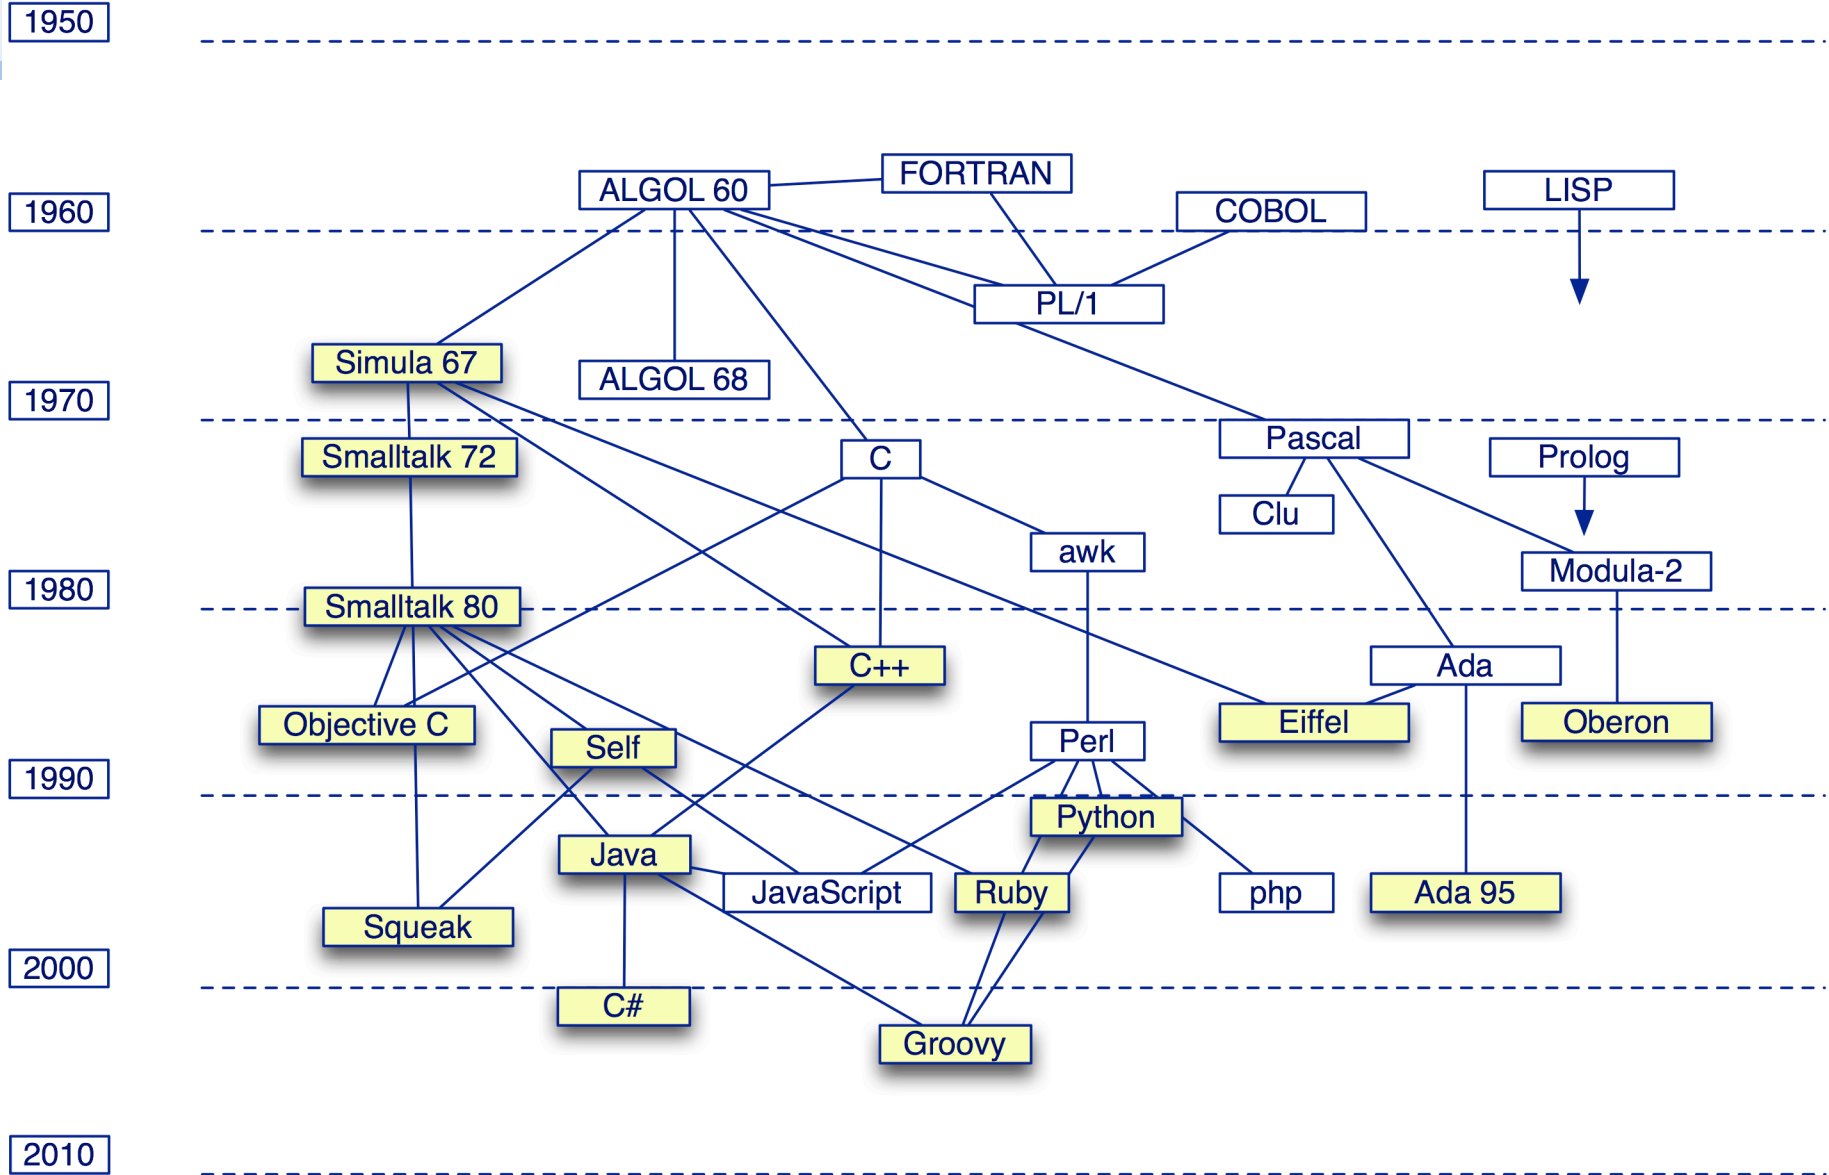 1950
FORTRAN
ALGOL 60
LISP
COBOL
1960
PL/1
Simula 67
ALGOL 68
1970
Pascal
Smalltalk 72
C
Prolog
Clu
awk
Modula-2
1980
Smalltalk 80
C++
Ada
Objective C
Eiffel
Oberon
Self
Perl
1990
Python
Java
JavaScript
Ruby
php
Ada 95
Squeak
2000
C#
Groovy
2010